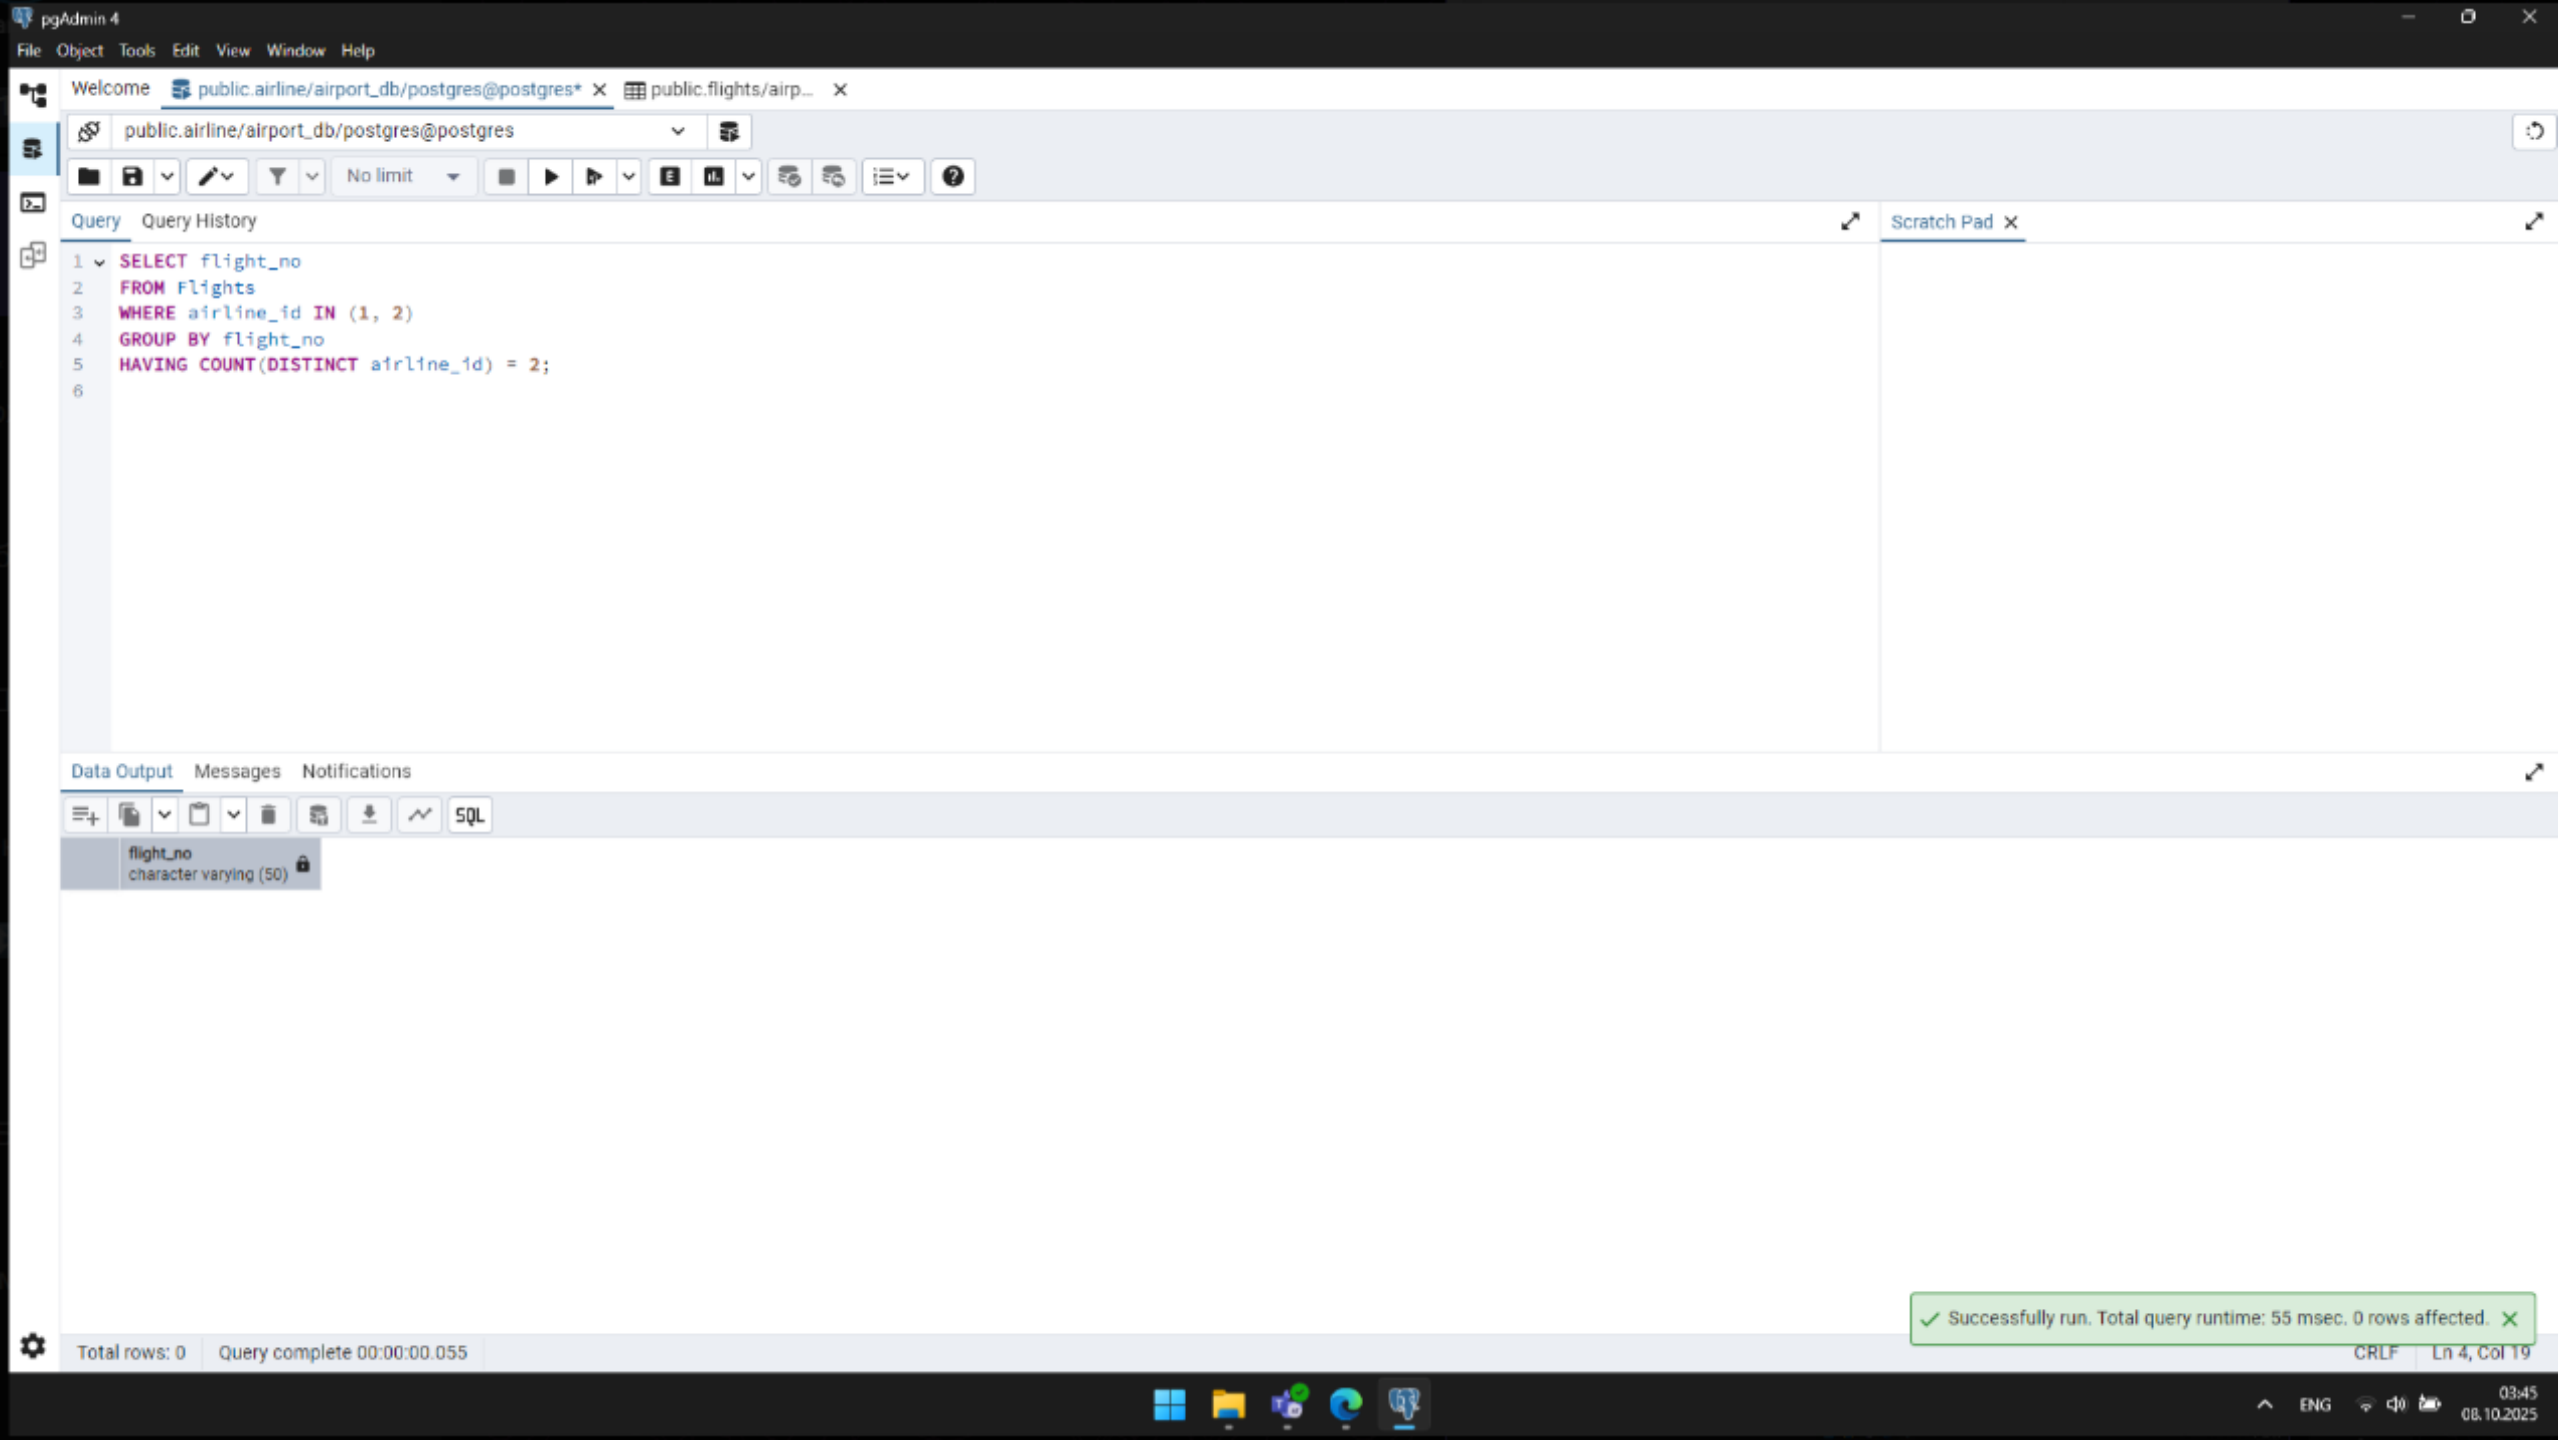 pgAdmin 4
File Object Tools Edit View Window Help
Welcome public.airline/airport_db/postgres@postgres* public.flights/airp...
public.airline/airport_db/postgres@postgres
No limit
Query Query History
Scratch Pad
1 SELECT flight_no
2 FROM Flights
3 WHERE airline_id IN (1, 2)
4 GROUP BY flight_no
5 HAVING COUNT(DISTINCT airline_id) = 2;
6
Data Output Messages Notifications
SQL
flight_no
character varying (50)
Successfully run. Total query runtime: 55 msec. 0 rows affected.
Total rows: 0 Query complete 00:00:00.055 CRLF Ln 4, Col 19
ENG
03:45
08.10.2025